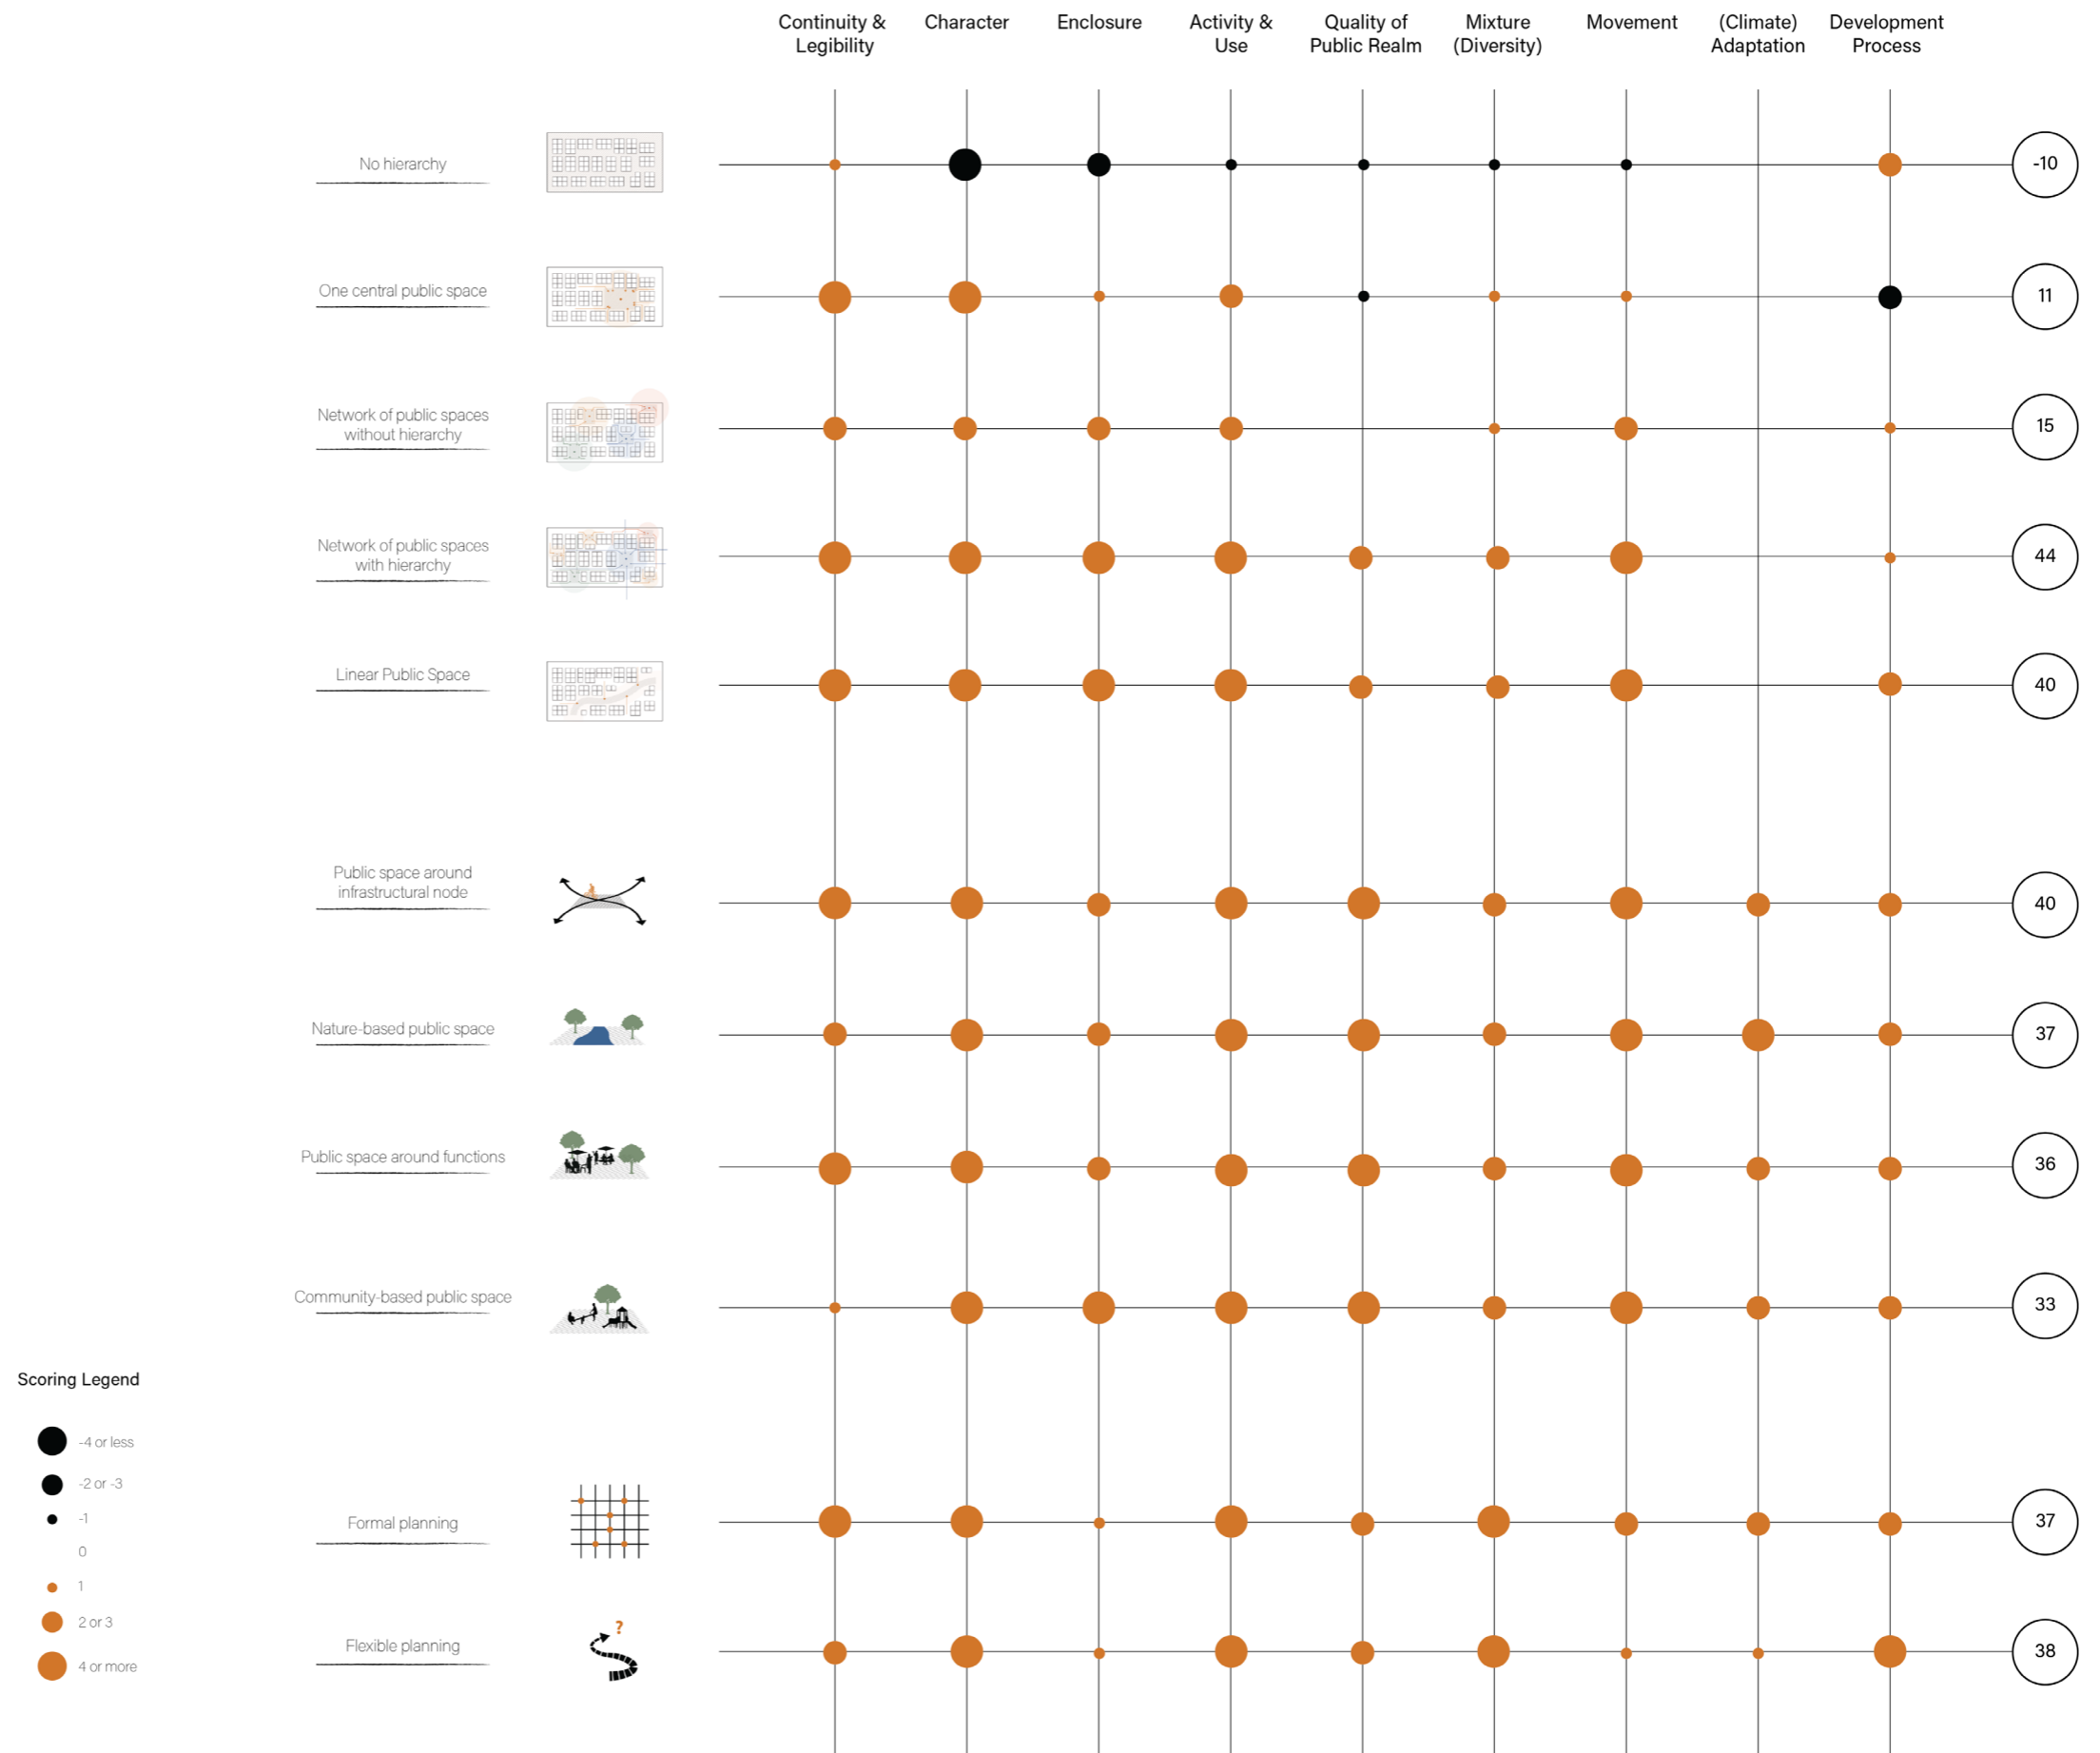 Continuity &
Legibility
Character
Enclosure
Activity &
Use
Quality of
Public Realm
Mixture
(Diversity)
Movement
(Climate)
Adaptation
Development
Process
No hierarchy
-10
One central public space
11
Network of public spaces
without hierarchy
15
Network of public spaces
with hierarchy
44
Linear Public Space
40
Public space around
infrastructural node
40
Nature-based public space
37
Public space around functions
36
Community-based public space
33
Scoring Legend
-4 or less
-2 or -3
-1
0
1
2 or 3
4 or more
Formal planning
37
?
Flexible planning
38